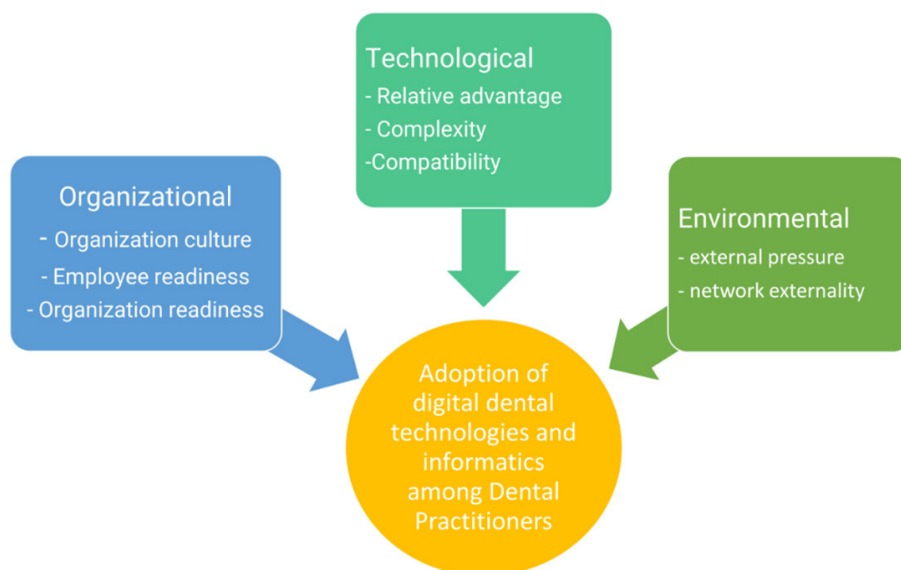 Technological
- Relative advantage
- Complexity
-Compatibility
Organizational
- Organization culture
- Employee readiness
- Organization readiness
Environmental
- external pressure
- network externality
Adoption of
digital dental
technologies and
informatics
among Dental
Practitioners